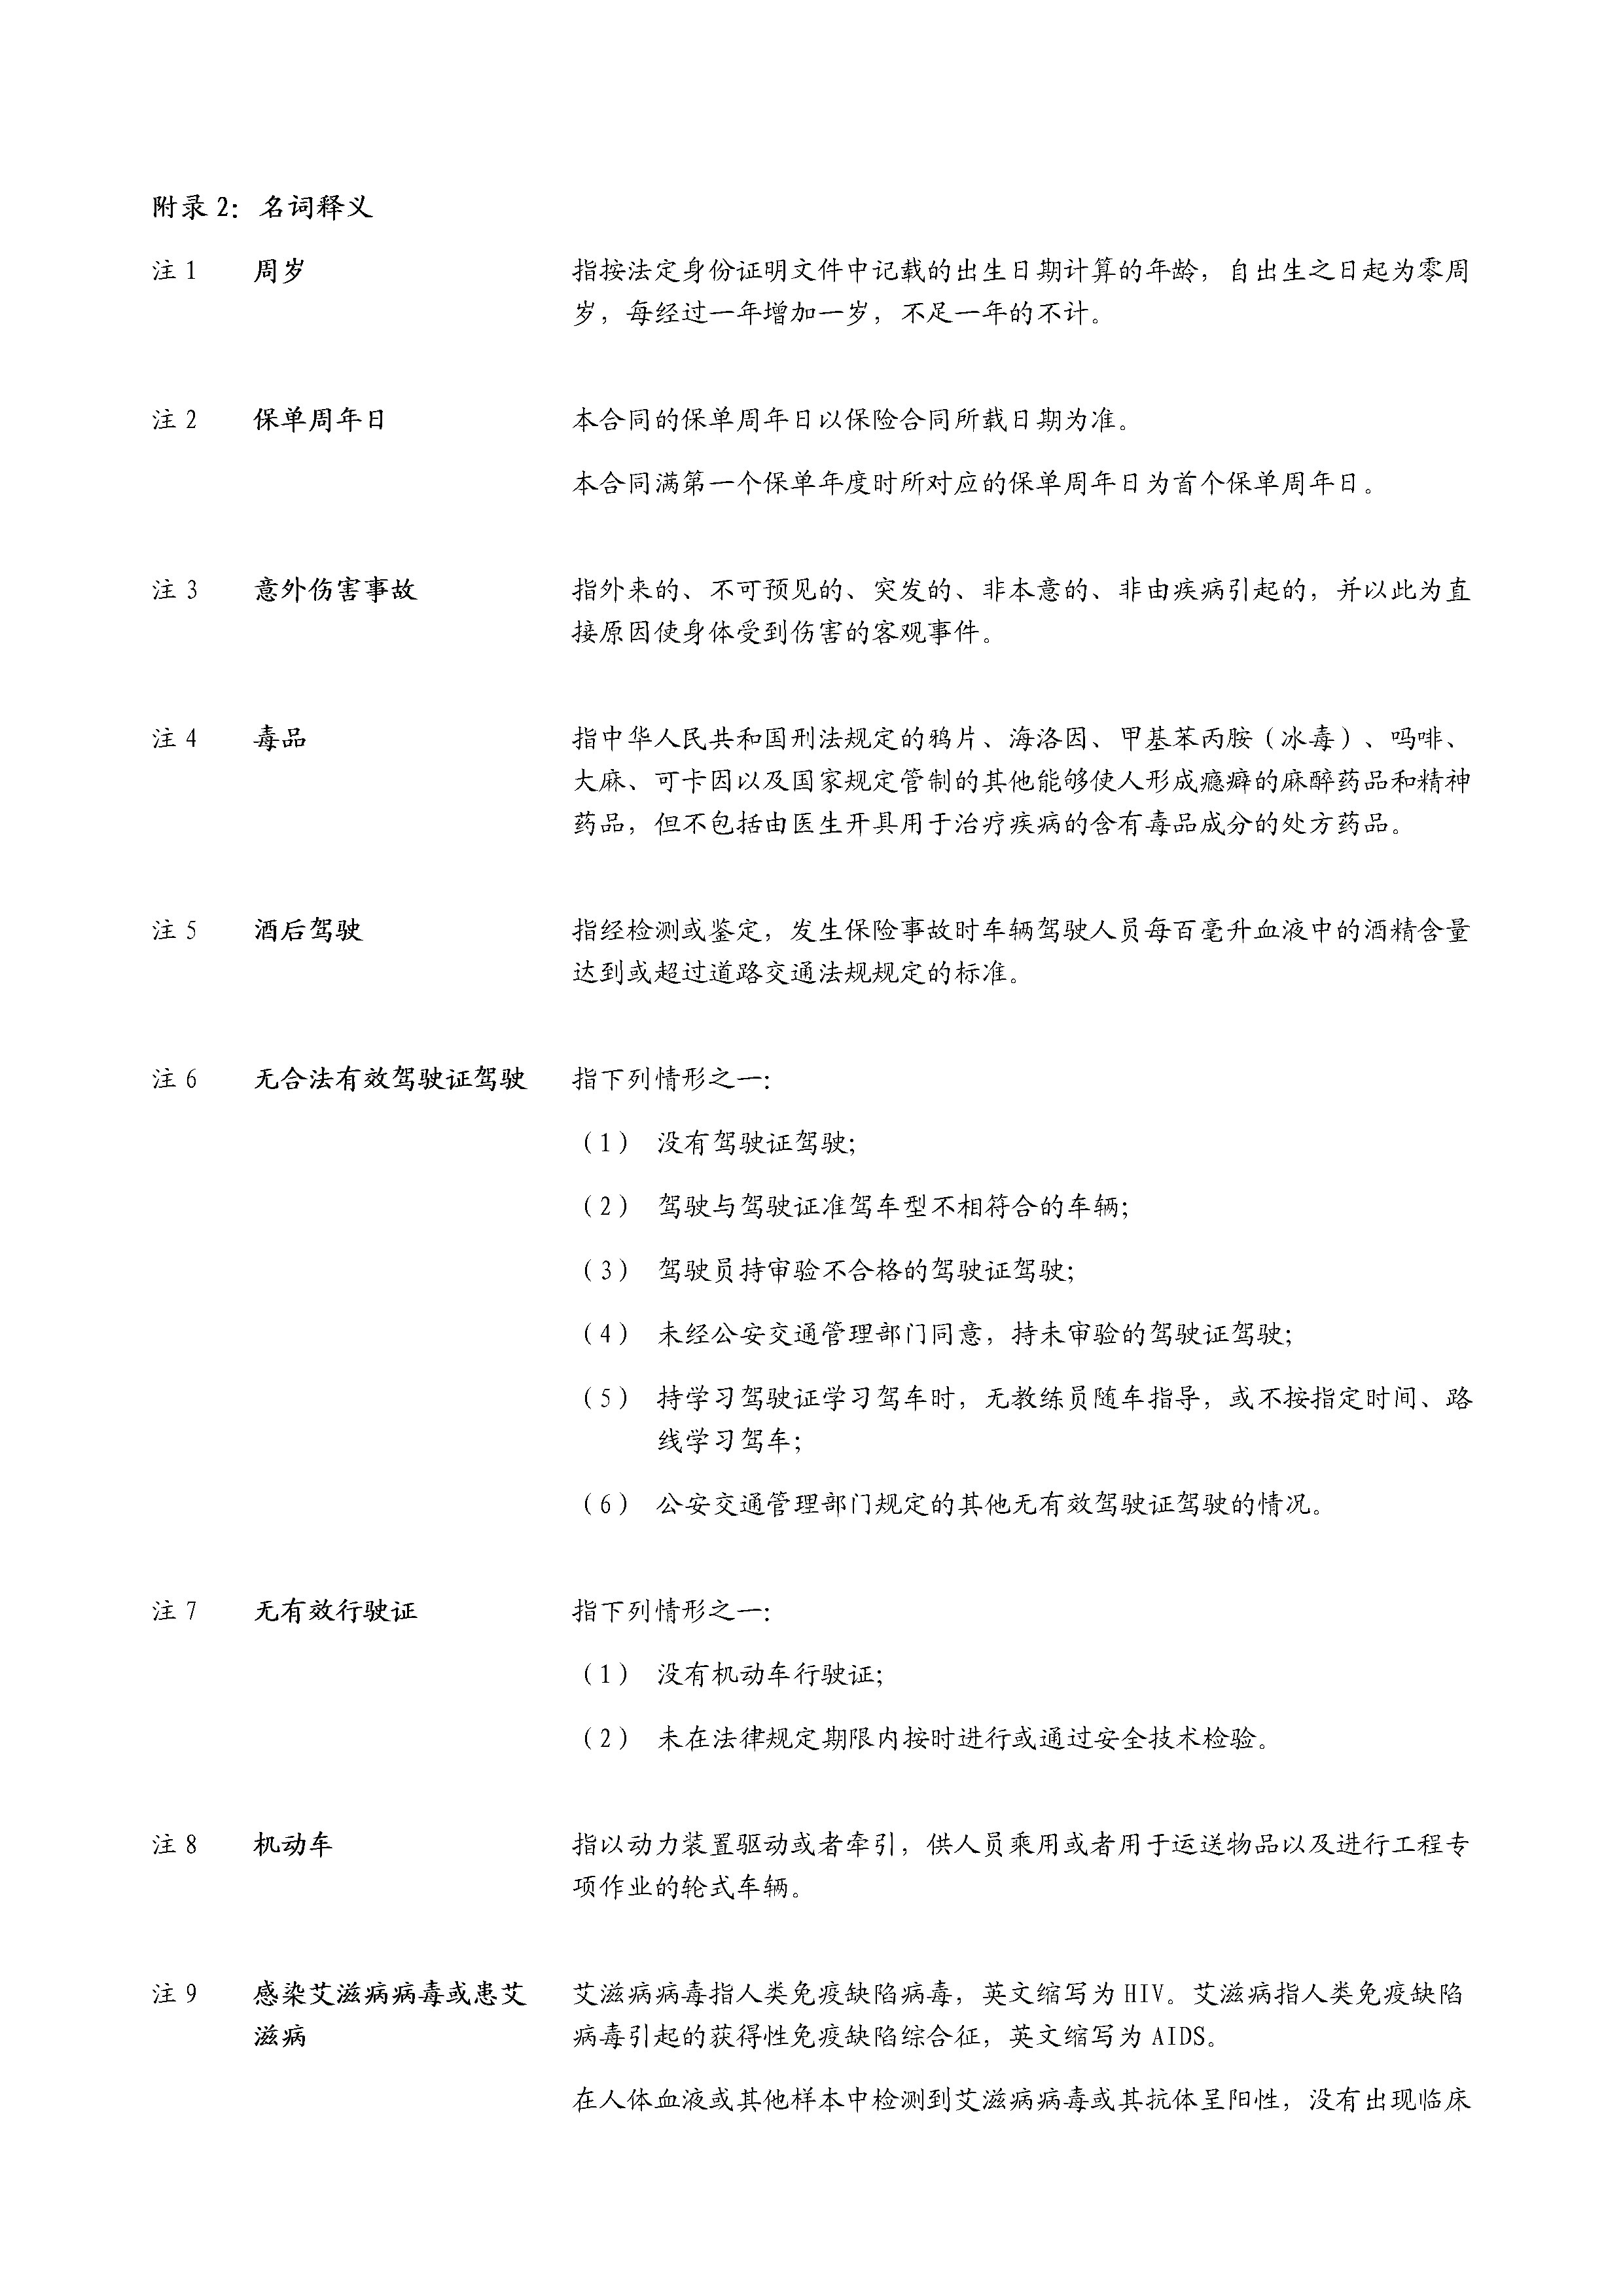 附录 2：名词释义
注 1 周岁 指按法定身份证明文件中记载的出生日期计算的年龄，自出生之日起为零周
岁，每经过一年增加一岁，不足一年的不计。
注 2 保单周年日 本合同的保单周年日以保险合同所载日期为准。
本合同满第一个保单年度时所对应的保单周年日为首个保单周年日。
注 3 意外伤害事故 指外来的、不可预见的、突发的、非本意的、非由疾病引起的，并以此为直
接原因使身体受到伤害的客观事件。
注 4 毒品 指中华人民共和国刑法规定的鸦片、海洛因、甲基苯丙胺（冰毒）、吗啡、
大麻、可卡因以及国家规定管制的其他能够使人形成瘾癖的麻醉药品和精神
药品，但不包括由医生开具用于治疗疾病的含有毒品成分的处方药品。
注 5 酒后驾驶 指经检测或鉴定，发生保险事故时车辆驾驶人员每百毫升血液中的酒精含量
达到或超过道路交通法规规定的标准。
注 6 无合法有效驾驶证驾驶 指下列情形之一：
（1） 没有驾驶证驾驶；
（2） 驾驶与驾驶证准驾车型不相符合的车辆；
（3） 驾驶员持审验不合格的驾驶证驾驶；
（4） 未经公安交通管理部门同意，持未审验的驾驶证驾驶；
（5） 持学习驾驶证学习驾车时，无教练员随车指导，或不按指定时间、路
线学习驾车；
（6） 公安交通管理部门规定的其他无有效驾驶证驾驶的情况。
注 7 无有效行驶证 指下列情形之一：
（1） 没有机动车行驶证；
（2） 未在法律规定期限内按时进行或通过安全技术检验。
注 8 机动车 指以动力装置驱动或者牵引，供人员乘用或者用于运送物品以及进行工程专
项作业的轮式车辆。
注 9 感染艾滋病病毒或患艾 艾滋病病毒指人类免疫缺陷病毒，英文缩写为 HIV。艾滋病指人类免疫缺陷
滋病 病毒引起的获得性免疫缺陷综合征，英文缩写为 AIDS。
在人体血液或其他样本中检测到艾滋病病毒或其抗体呈阳性，没有出现临床